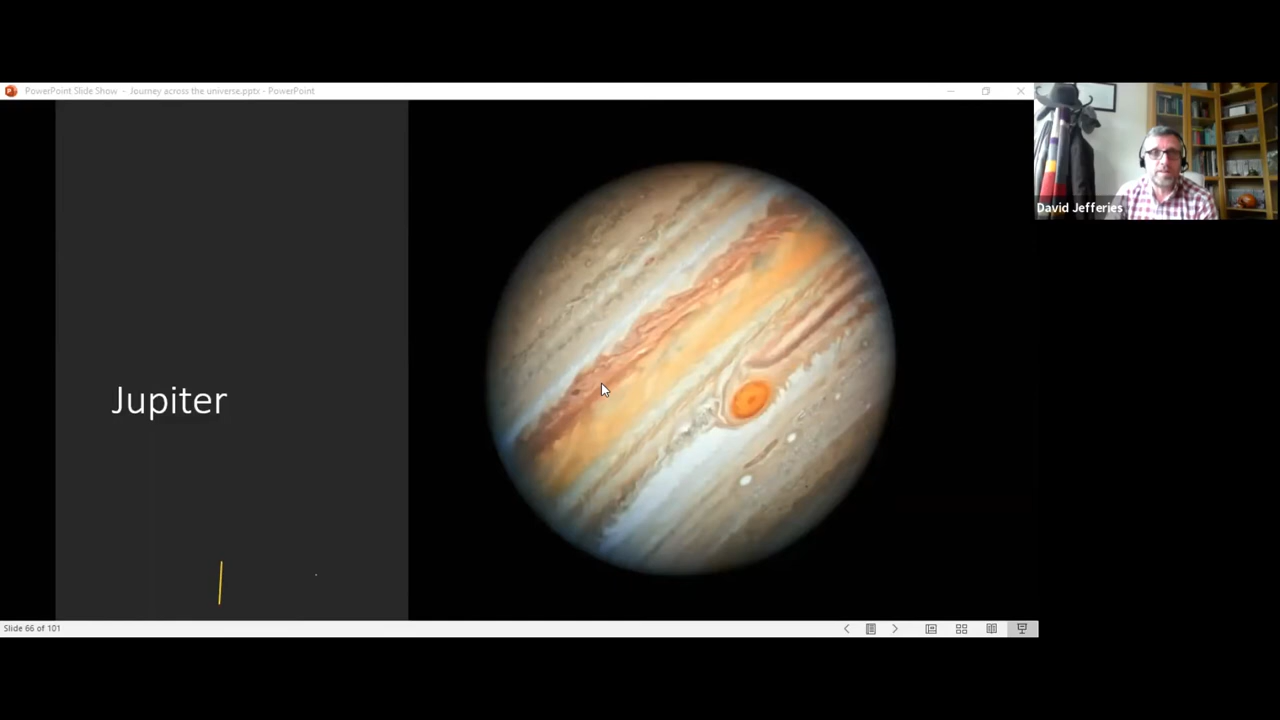 PowerPoint Slide Show - Journey across the universe.pptx - PowerPoint
David Jefferies
Jupiter
Slide 66 of 101